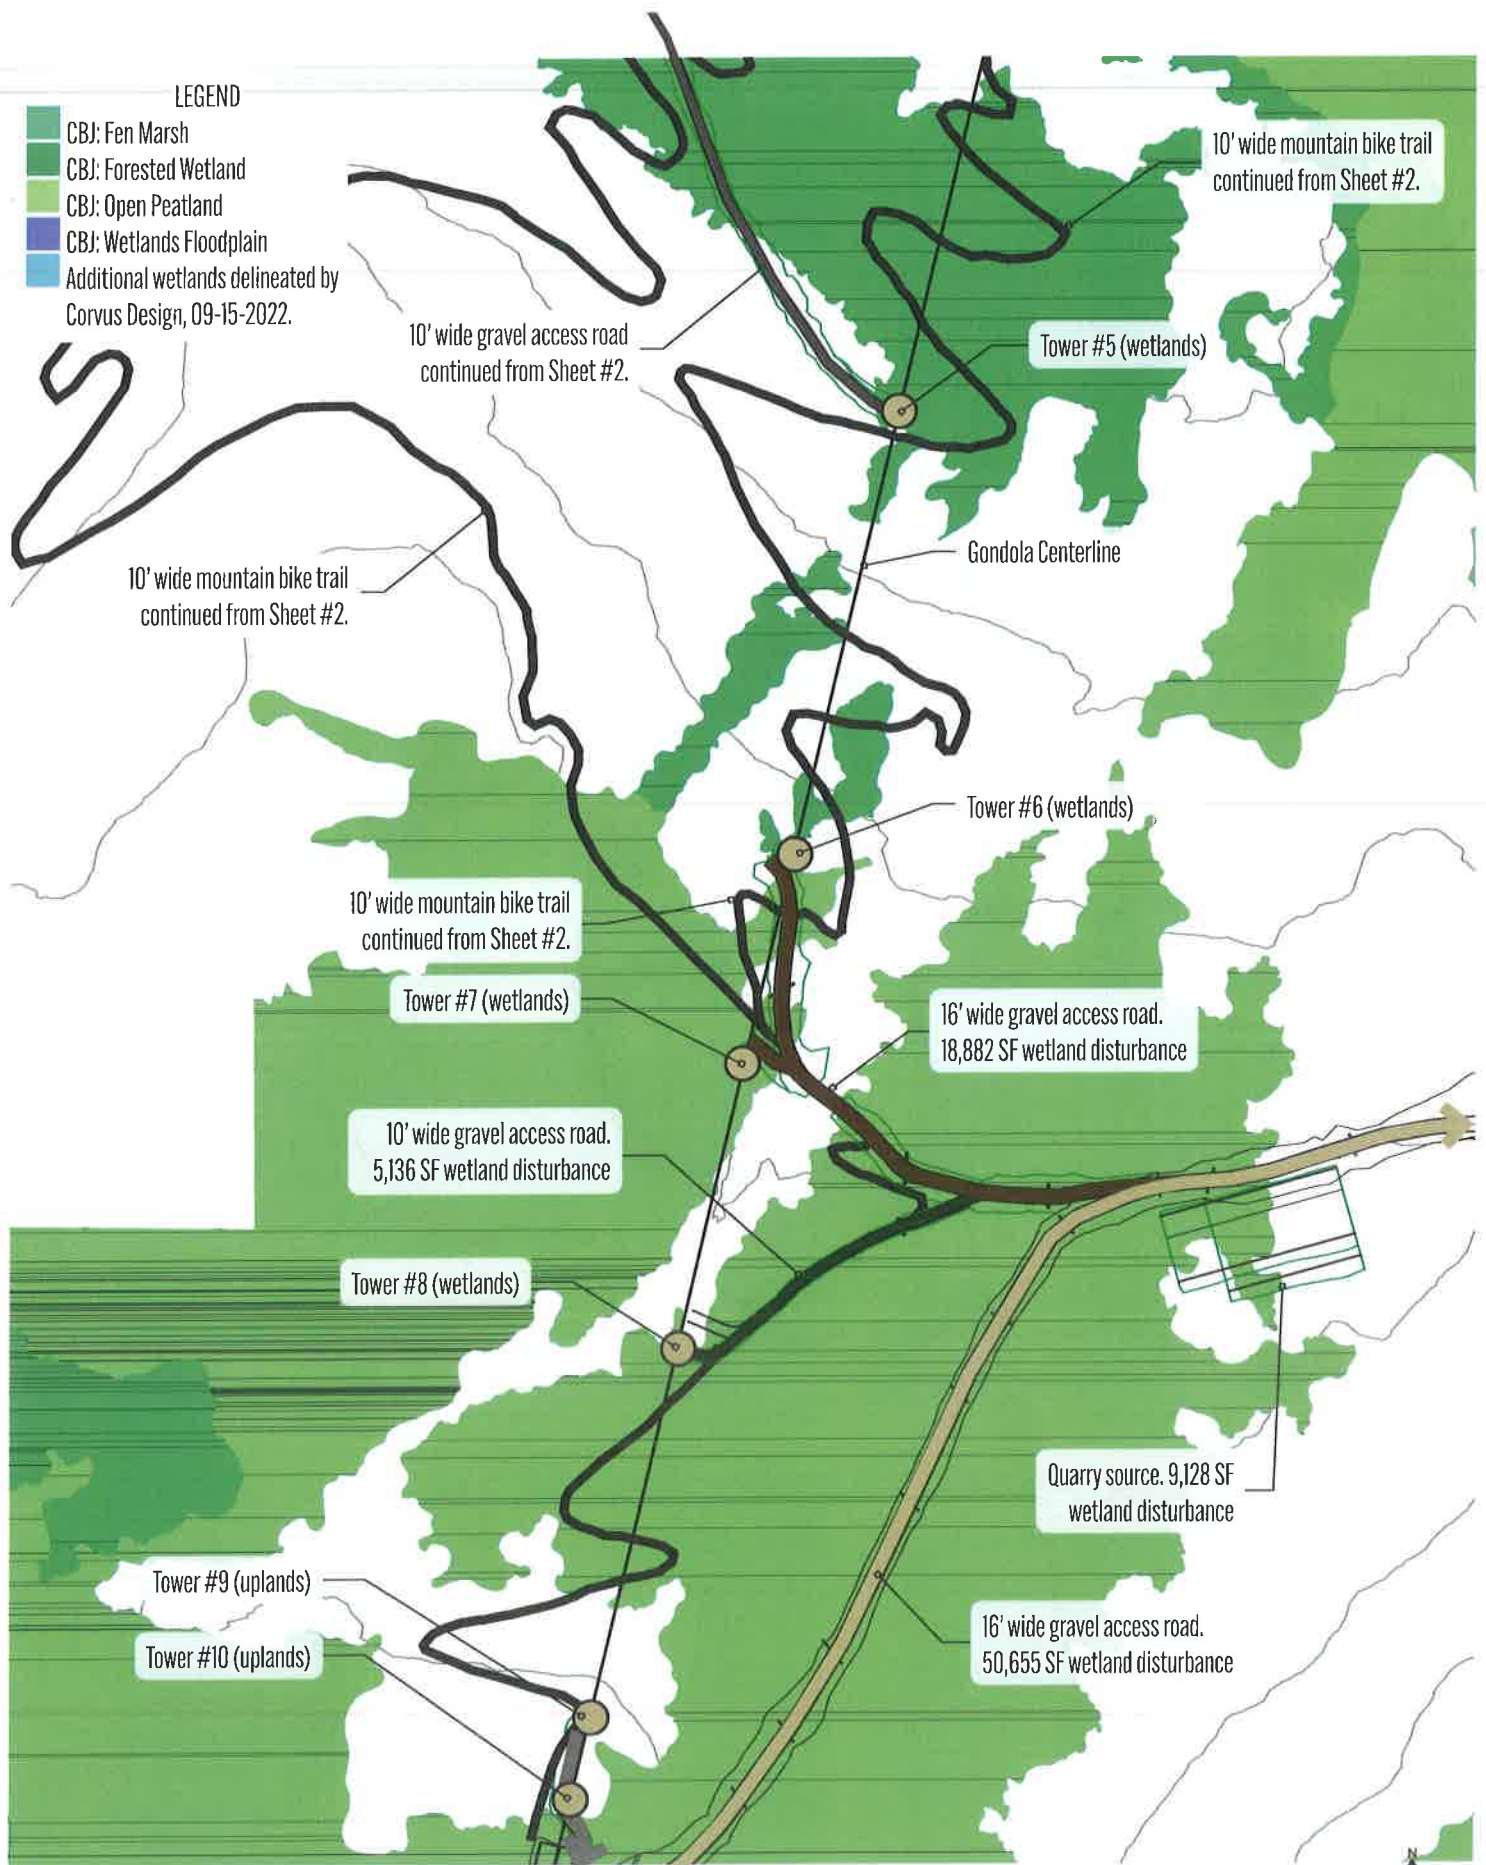 LEGEND
CBJ: Fen Marsh
CBJ: Forested Wetland
CBJ: Open Peatland
CBJ: Wetlands Floodplain
Additional wetlands delineated by
Corvus Design, 09-15-2022.
10' wide mountain bike trail
continued from Sheet #2.
10' wide gravel access road
continued from Sheet #2.
Tower #5 (wetlands)
Gondola Centerline
10' wide mountain bike trail
continued from Sheet #2.
Tower #6 (wetlands)
10' wide mountain bike trail
continued from Sheet #2.
Tower #7 (wetlands)
16' wide gravel access road.
18,882 SF wetland disturbance
10' wide gravel access road.
5,136 SF wetland disturbance
Tower #8 (wetlands)
Quarry source. 9,128 SF
wetland disturbance
Tower #9 (uplands)
Tower #10 (uplands)
16' wide gravel access road.
50,655 SF wetland disturbance
N